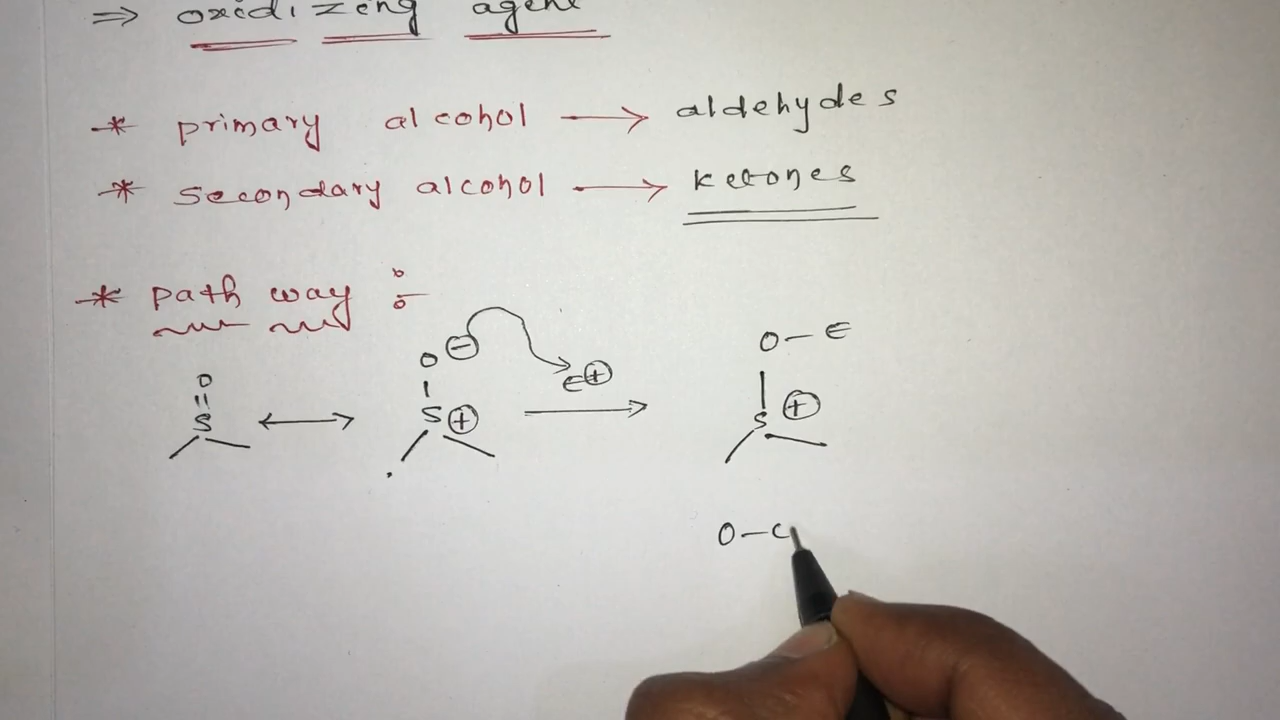 ⇒ oxidizing agent
* primary alcohol → aldehydes
* Secondary alcohol → ketones
* path way :-
O ⊖ E⊕ O–E
O
S ↔ S⊕ → S ⊕
O–C